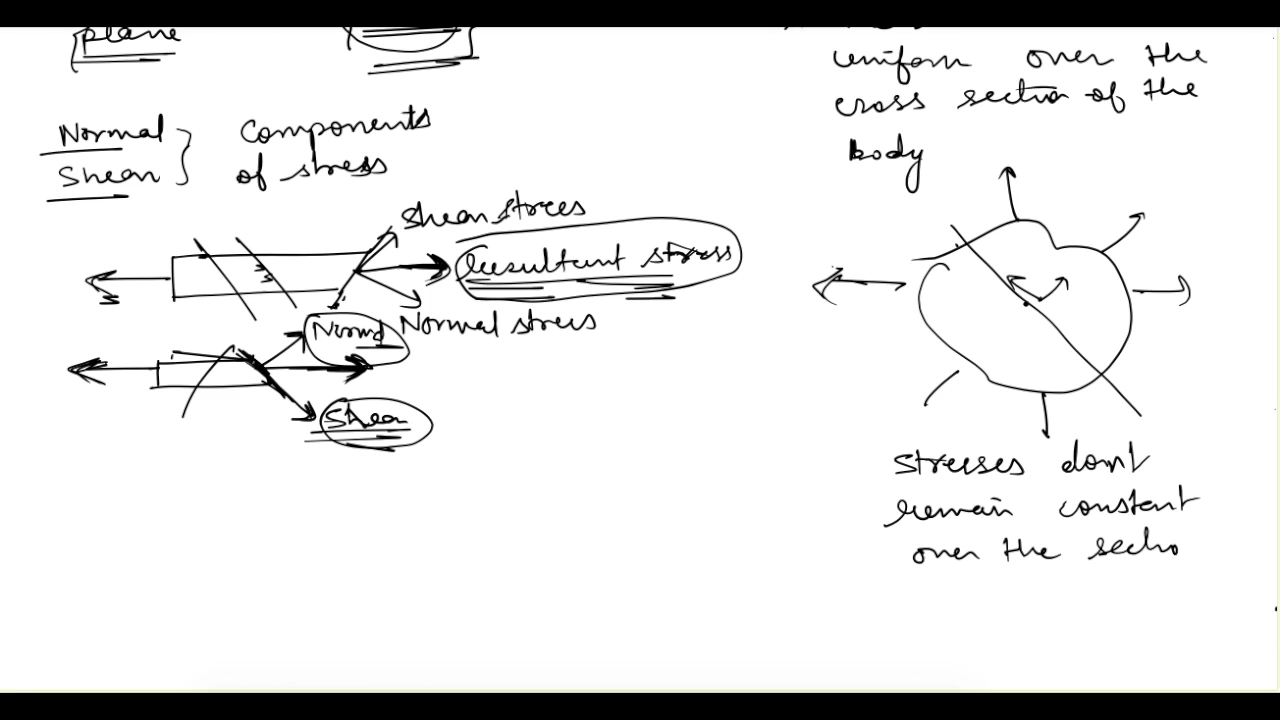 plane
Normal
Shear
Components
of stress
Shear stress
Resultant stress
Normal stress
Normal
Shear
uniform over the
cross section of the
body
Stresses don't
remain constant
over the sectio